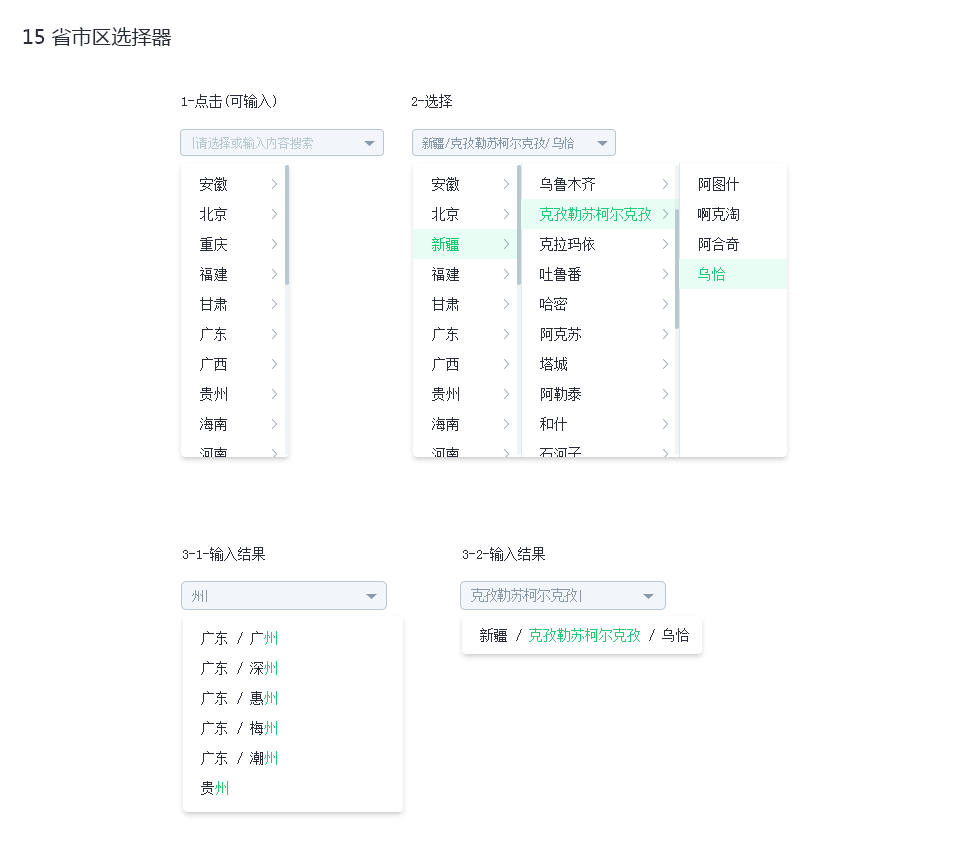 15 省市区选择器
1-点击(可输入)
请选择或输入内容搜索
安徽
北京
重庆
福建
甘肃
广东
广西
贵州
海南
河南
2-选择
新疆/克孜勒苏柯尔克孜/乌恰
安徽
北京
新疆
福建
甘肃
广东
广西
贵州
海南
河南
乌鲁木齐
克孜勒苏柯尔克孜
克拉玛依
吐鲁番
哈密
阿克苏
塔城
阿勒泰
和什
石河子
阿图什
啊克淘
阿合奇
乌恰
3-1-输入结果
州
广东 / 广州
广东 / 深州
广东 / 惠州
广东 / 梅州
广东 / 潮州
贵州
3-2-输入结果
克孜勒苏柯尔克孜
新疆 / 克孜勒苏柯尔克孜 / 乌恰